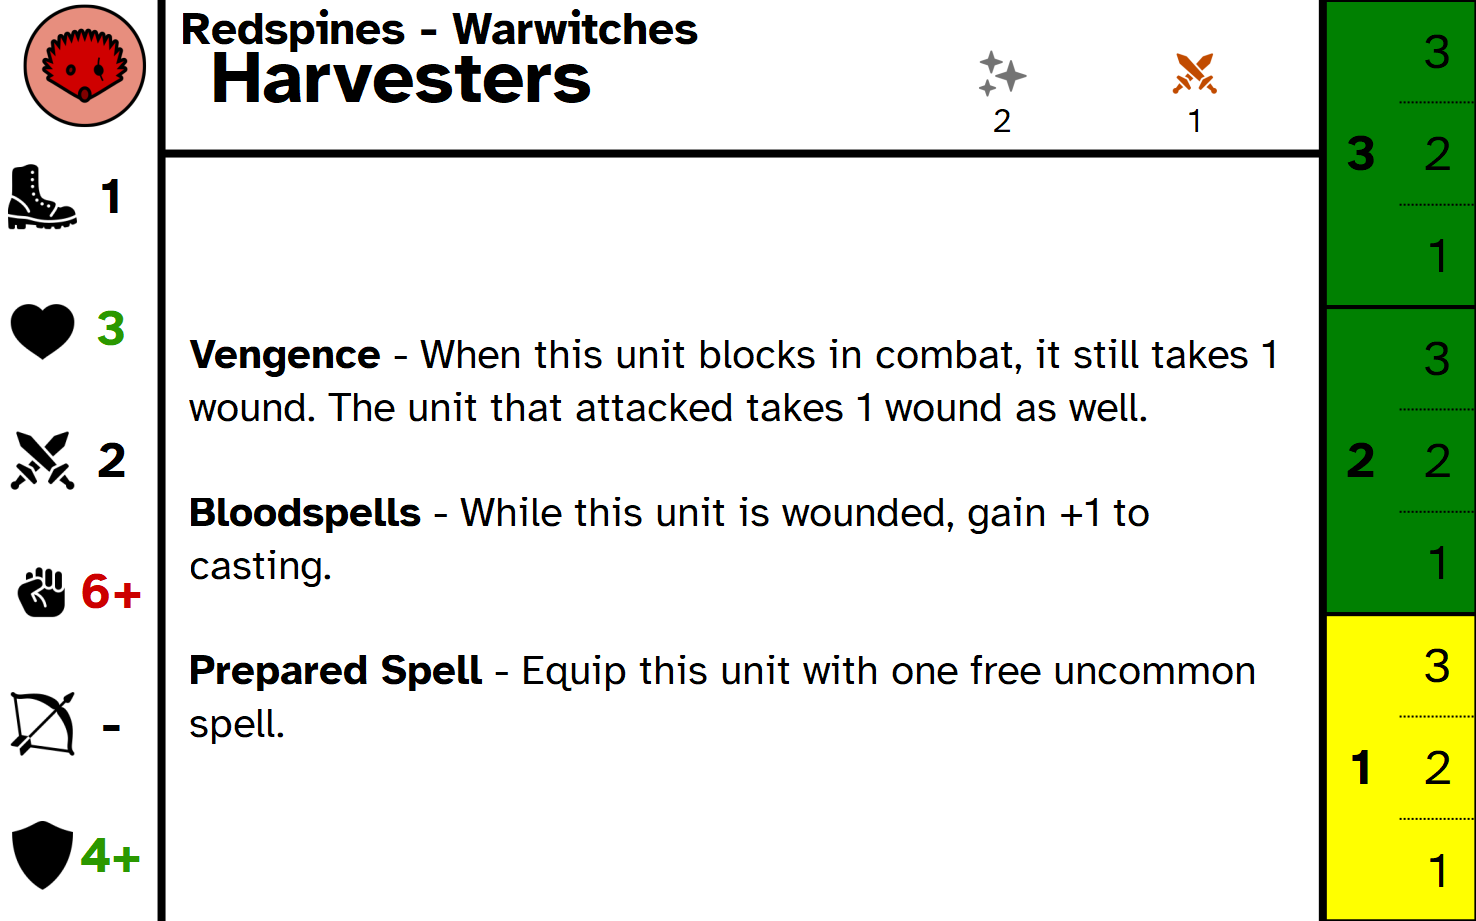 Redspines - Warwitches
Harvesters
2
1
1
3
2
6+
-
4+
Vengence - When this unit blocks in combat, it still takes 1
wound. The unit that attacked takes 1 wound as well.
Bloodspells - While this unit is wounded, gain +1 to
casting.
Prepared Spell - Equip this unit with one free uncommon
spell.
3
3
2
1
2
3
2
1
1
3
2
1